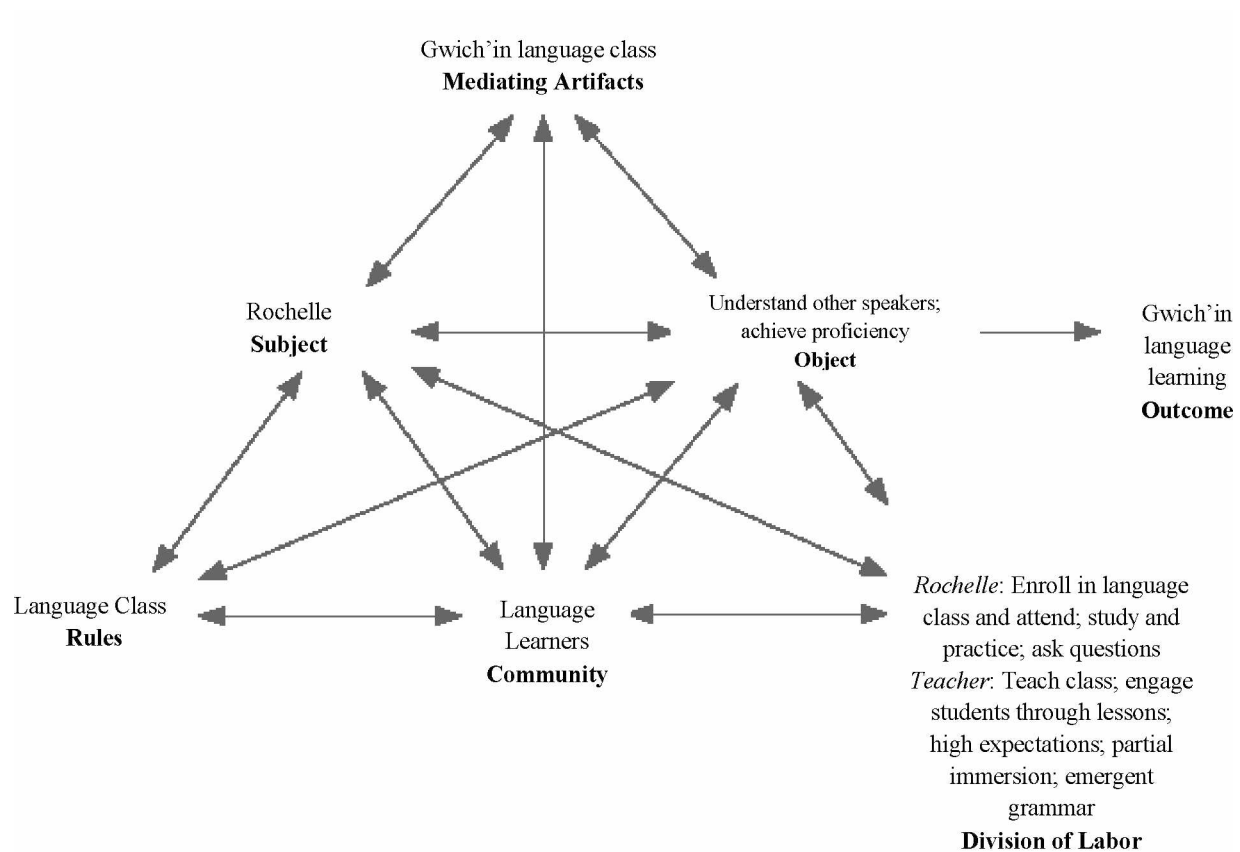 Gwich’in language class
Mediating Artifacts
Rochelle
Subject
Understand other speakers;
achieve proficiency
Object
Gwich’in
language
learning
Outcome
Language Class
Rules
Language
Learners
Community
Rochelle: Enroll in language
class and attend; study and
practice; ask questions
Teacher: Teach class; engage
students through lessons;
high expectations; partial
immersion; emergent
grammar
Division of Labor